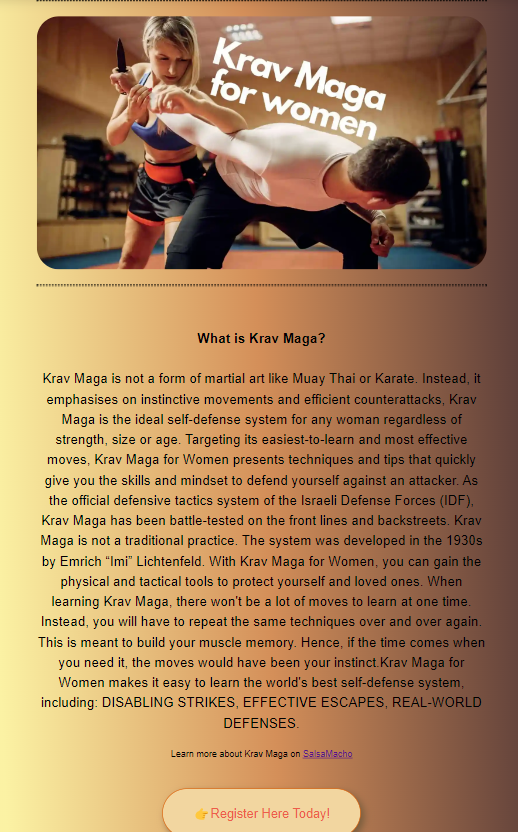 Krav Maga
for women
What is Krav Maga?
Krav Maga is not a form of martial art like Muay Thai or Karate. Instead, it
emphasises on instinctive movements and efficient counterattacks, Krav
Maga is the ideal self-defense system for any woman regardless of
strength, size or age. Targeting its easiest-to-learn and most effective
moves, Krav Maga for Women presents techniques and tips that quickly
give you the skills and mindset to defend yourself against an attacker. As
the official defensive tactics system of the Israeli Defense Forces (IDF),
Krav Maga has been battle-tested on the front lines and backstreets. Krav
Maga is not a traditional practice. The system was developed in the 1930s
by Emrich “Imi” Lichtenfeld. With Krav Maga for Women, you can gain the
physical and tactical tools to protect yourself and loved ones. When
learning Krav Maga, there won't be a lot of moves to learn at one time.
Instead, you will have to repeat the same techniques over and over again.
This is meant to build your muscle memory. Hence, if the time comes when
you need it, the moves would have been your instinct.Krav Maga for
Women makes it easy to learn the world's best self-defense system,
including: DISABLING STRIKES, EFFECTIVE ESCAPES, REAL-WORLD
DEFENSES.
Learn more about Krav Maga on SalsaMacho
👉Register Here Today!